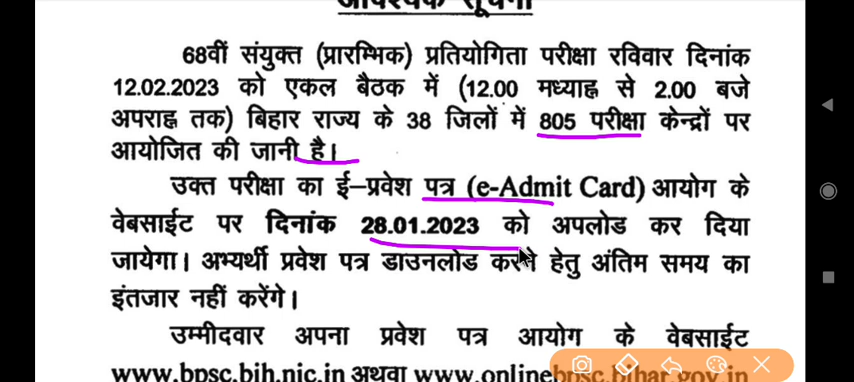 आवश्यक सूचना
68वीं संयुक्त (प्रारम्भिक) प्रतियोगिता परीक्षा रविवार दिनांक
12.02.2023 को एकल बैठक में (12.00 मध्याह्न से 2.00 बजे
अपराह्न तक) बिहार राज्य के 38 जिलों में 805 परीक्षा केन्द्रों पर
आयोजित की जानी है।
उक्त परीक्षा का ई–प्रवेश पत्र (e-Admit Card) आयोग के
वेबसाईट पर दिनांक 28.01.2023 को अपलोड कर दिया
जायेगा। अभ्यर्थी प्रवेश पत्र डाउनलोड करने हेतु अंतिम समय का
इंतजार नहीं करेंगे।
उम्मीदवार अपना प्रवेश पत्र आयोग के वेबसाईट
www.bpsc.bih.nic.in अथवा www.onlinebpsc.bihar.gov.in